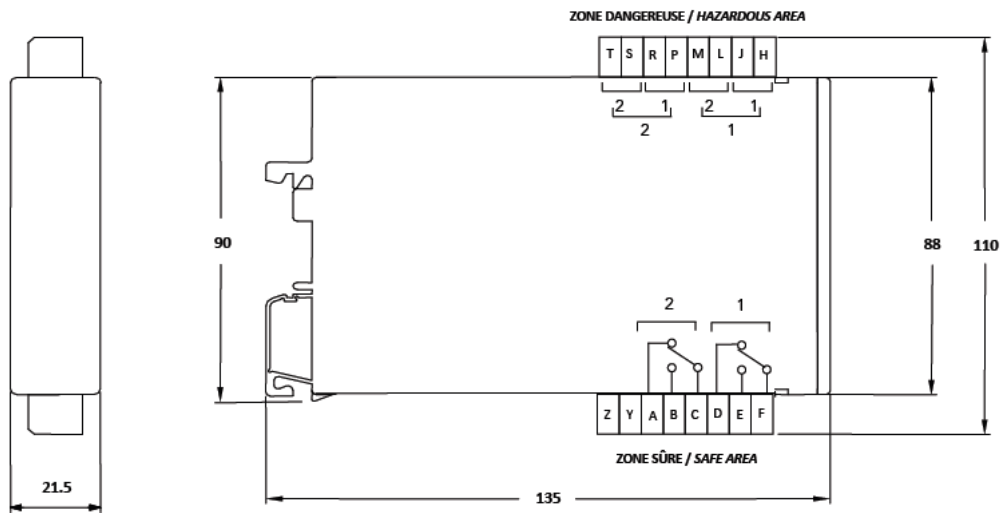 ZONE DANGEREUSE / HAZARDOUS AREA
T S R P M L J H
2 1 2 1
2 1
90
88
110
2 1
Z Y A B C D E F
ZONE SÛRE / SAFE AREA
21.5
135